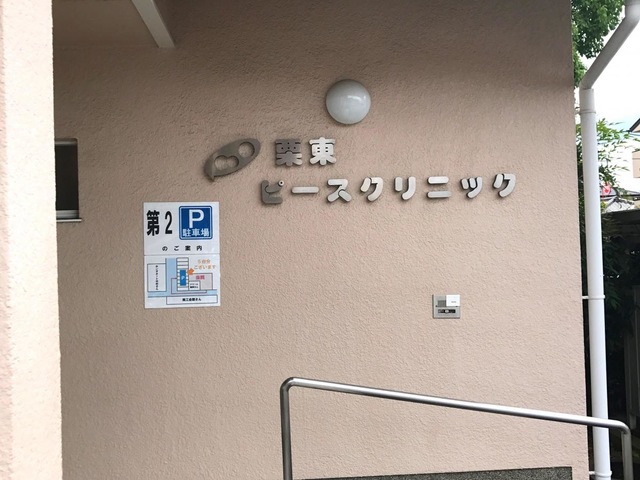 栗東
ピースクリニック
第2
P
駐車場
のご案内